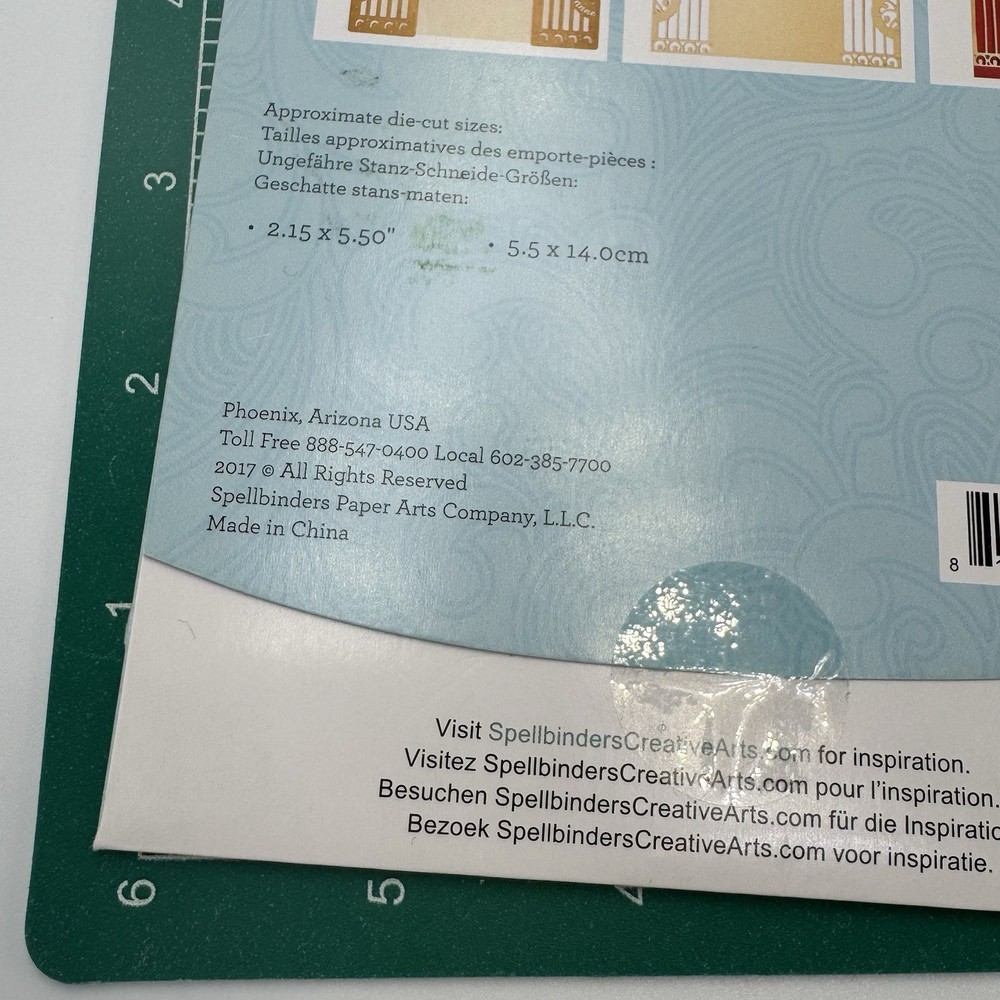 Approximate die-cut sizes:
Tailles approximatives des emporte-pièces :
Ungefähre Stanz-Schneide-Größen:
Geschatte stans-maten:
• 2.15 x 5.50" • 5.5 x 14.0cm
Phoenix, Arizona USA
Toll Free 888-547-0400 Local 602-385-7700
2017 © All Rights Reserved
Spellbinders Paper Arts Company, L.L.C.
Made in China
8
Visit SpellbindersCreativeArts.com for inspiration.
Visitez SpellbindersCreativeArts.com pour l'inspiration.
Besuchen SpellbindersCreativeArts.com für die Inspiratio
Bezoek SpellbindersCreativeArts.com voor inspiratie.
3
2
1
6
5
4